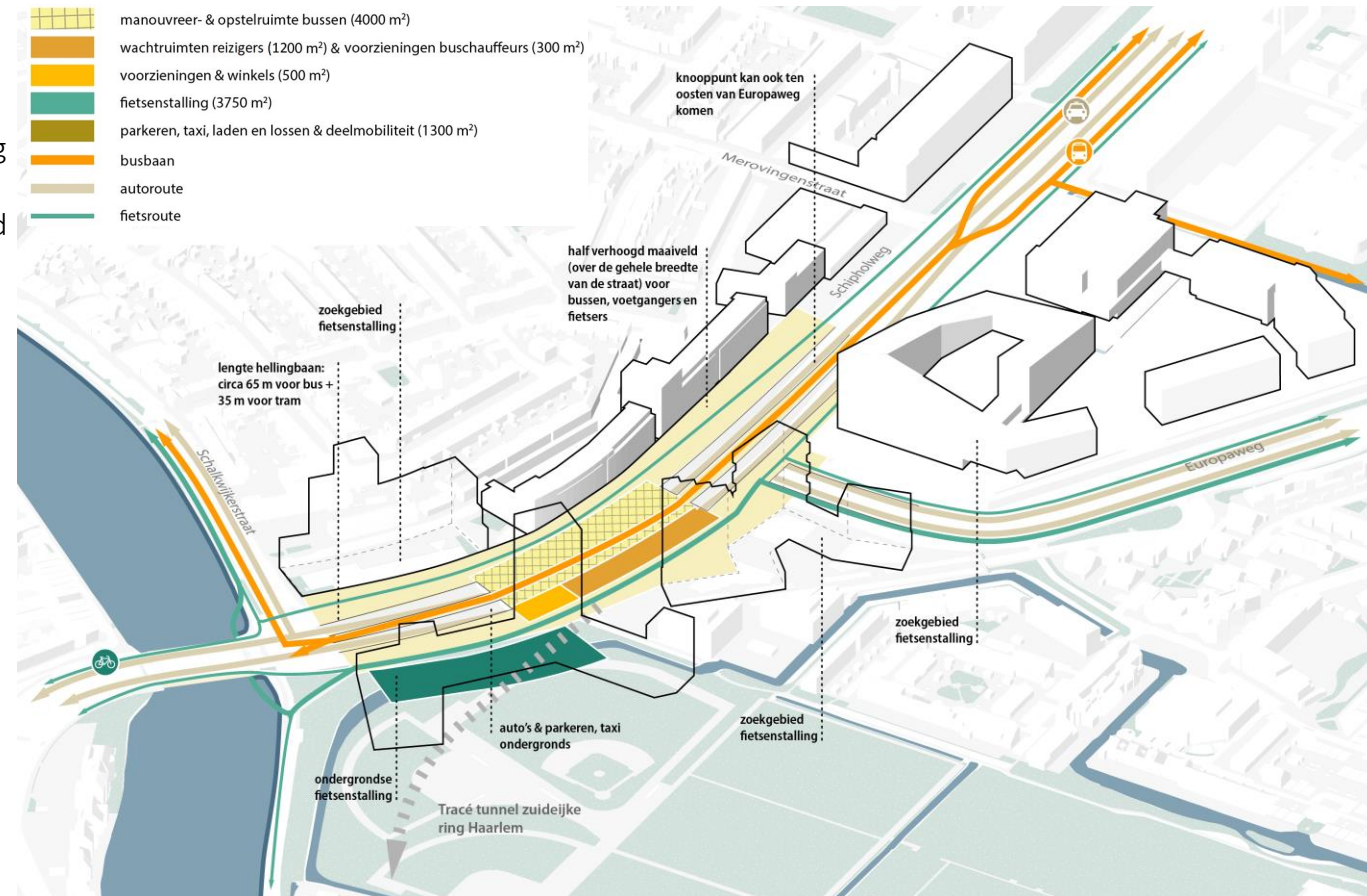 manouvreer- & opstelruimte bussen (4000 m²)
wachtruimten reizigers (1200 m²) & voorzieningen buschauffeurs (300 m²)
voorzieningen & winkels (500 m²)
fietsenstalling (3750 m²)
parkeren, taxi, laden en lossen & deelmobiliteit (1300 m²)
busbaan
autoroute
fietsroute
g
d
knooppunt kan ook ten
oosten van Europaweg
komen
Merovingenstraat
half verhoogd maaiveld
(over de gehele breedte
van de straat) voor
bussen, voetgangers en
fietsers
Schipholweg
zoekgebied
fietsenstalling
lengte hellingbaan:
circa 65 m voor bus +
35 m voor tram
Schalkwijkerstraat
Europaweg
zoekgebied
fietsenstalling
zoekgebied
fietsenstalling
auto's & parkeren, taxi
ondergronds
ondergrondse
fietsenstalling
Tracé tunnel zuideijke
ring Haarlem